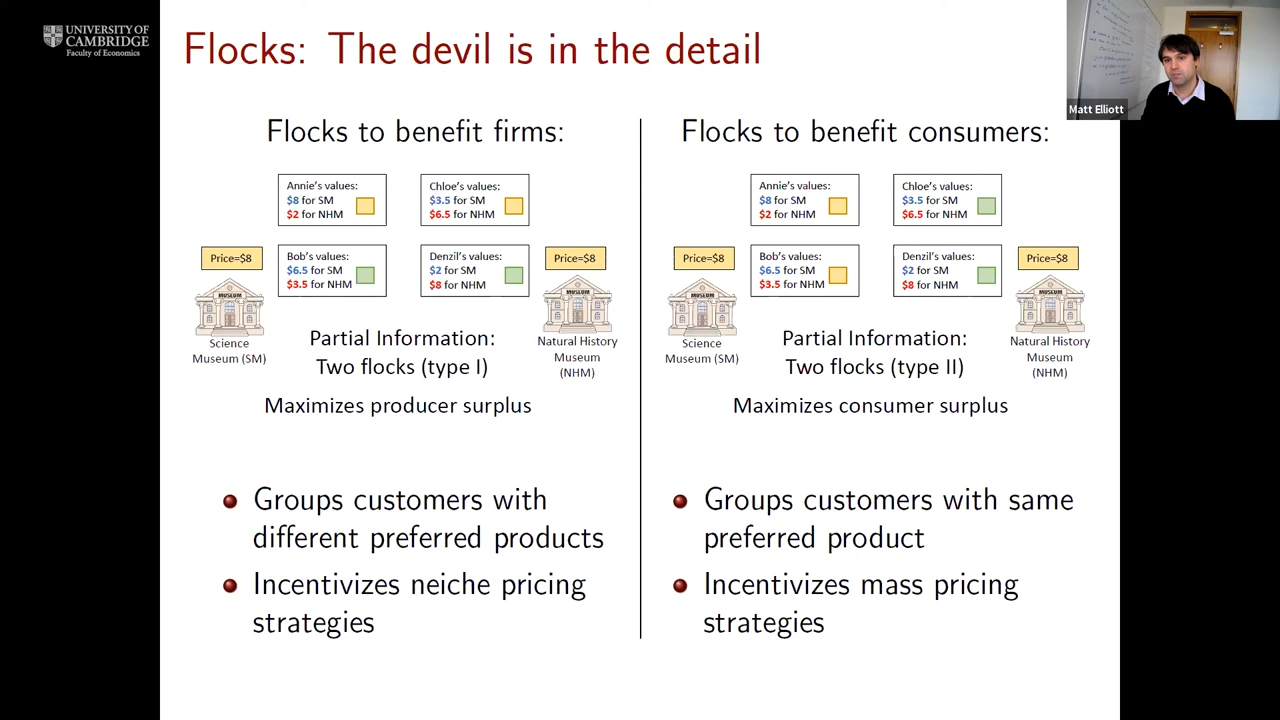 UNIVERSITY OF
CAMBRIDGE
Faculty of Economics
Flocks: The devil is in the detail
Matt Elliott
Flocks to benefit firms:
Annie's values:
$8 for SM
$2 for NHM
Chloe's values:
$3.5 for SM
$6.5 for NHM
Price=$8
Bob's values:
$6.5 for SM
$3.5 for NHM
Denzil's values:
$2 for SM
$8 for NHM
Price=$8
MUSEUM
MUSEUM
Science
Museum (SM)
Partial Information:
Two flocks (type I)
Natural History
Museum
(NHM)
Maximizes producer surplus
Groups customers with
different preferred products
Incentivizes neiche pricing
strategies
Flocks to benefit consumers:
Annie's values:
$8 for SM
$2 for NHM
Chloe's values:
$3.5 for SM
$6.5 for NHM
Price=$8
Bob's values:
$6.5 for SM
$3.5 for NHM
Denzil's values:
$2 for SM
$8 for NHM
Price=$8
MUSEUM
MUSEUM
Science
Museum (SM)
Partial Information:
Two flocks (type II)
Natural History
Museum
(NHM)
Maximizes consumer surplus
Groups customers with same
preferred product
Incentivizes mass pricing
strategies